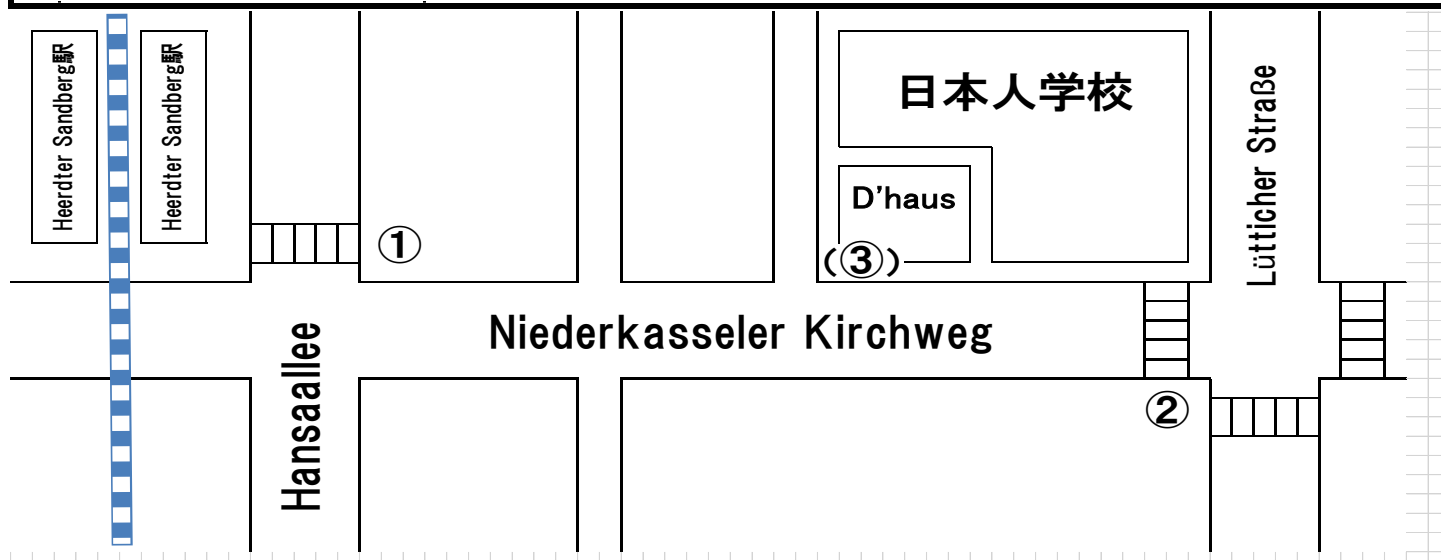 Heerdter Sandberg駅
Heerdter Sandberg駅
日本人学校
Lütticher Straße
D'haus
①
(③)
Niederkasseler Kirchweg
Hansaallee
②